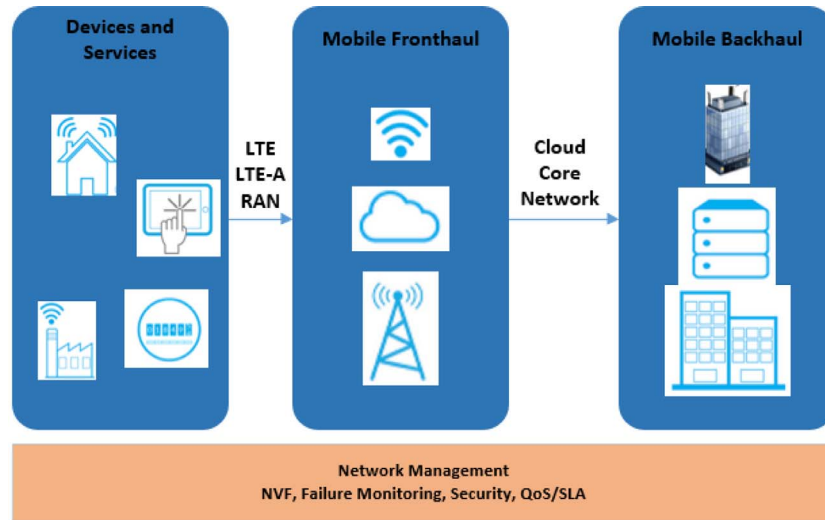 Devices and
Services
Mobile Fronthaul
Mobile Backhaul
LTE
LTE-A
RAN
Cloud
Core
Network
Network Management
NVF, Failure Monitoring, Security, QoS/SLA